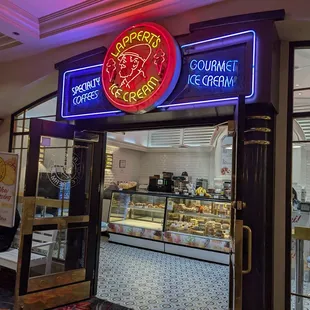 LAPPERT'S
ICE CREAM
SPECIALTY
COFFEES
GOURMET
ICE CREAM